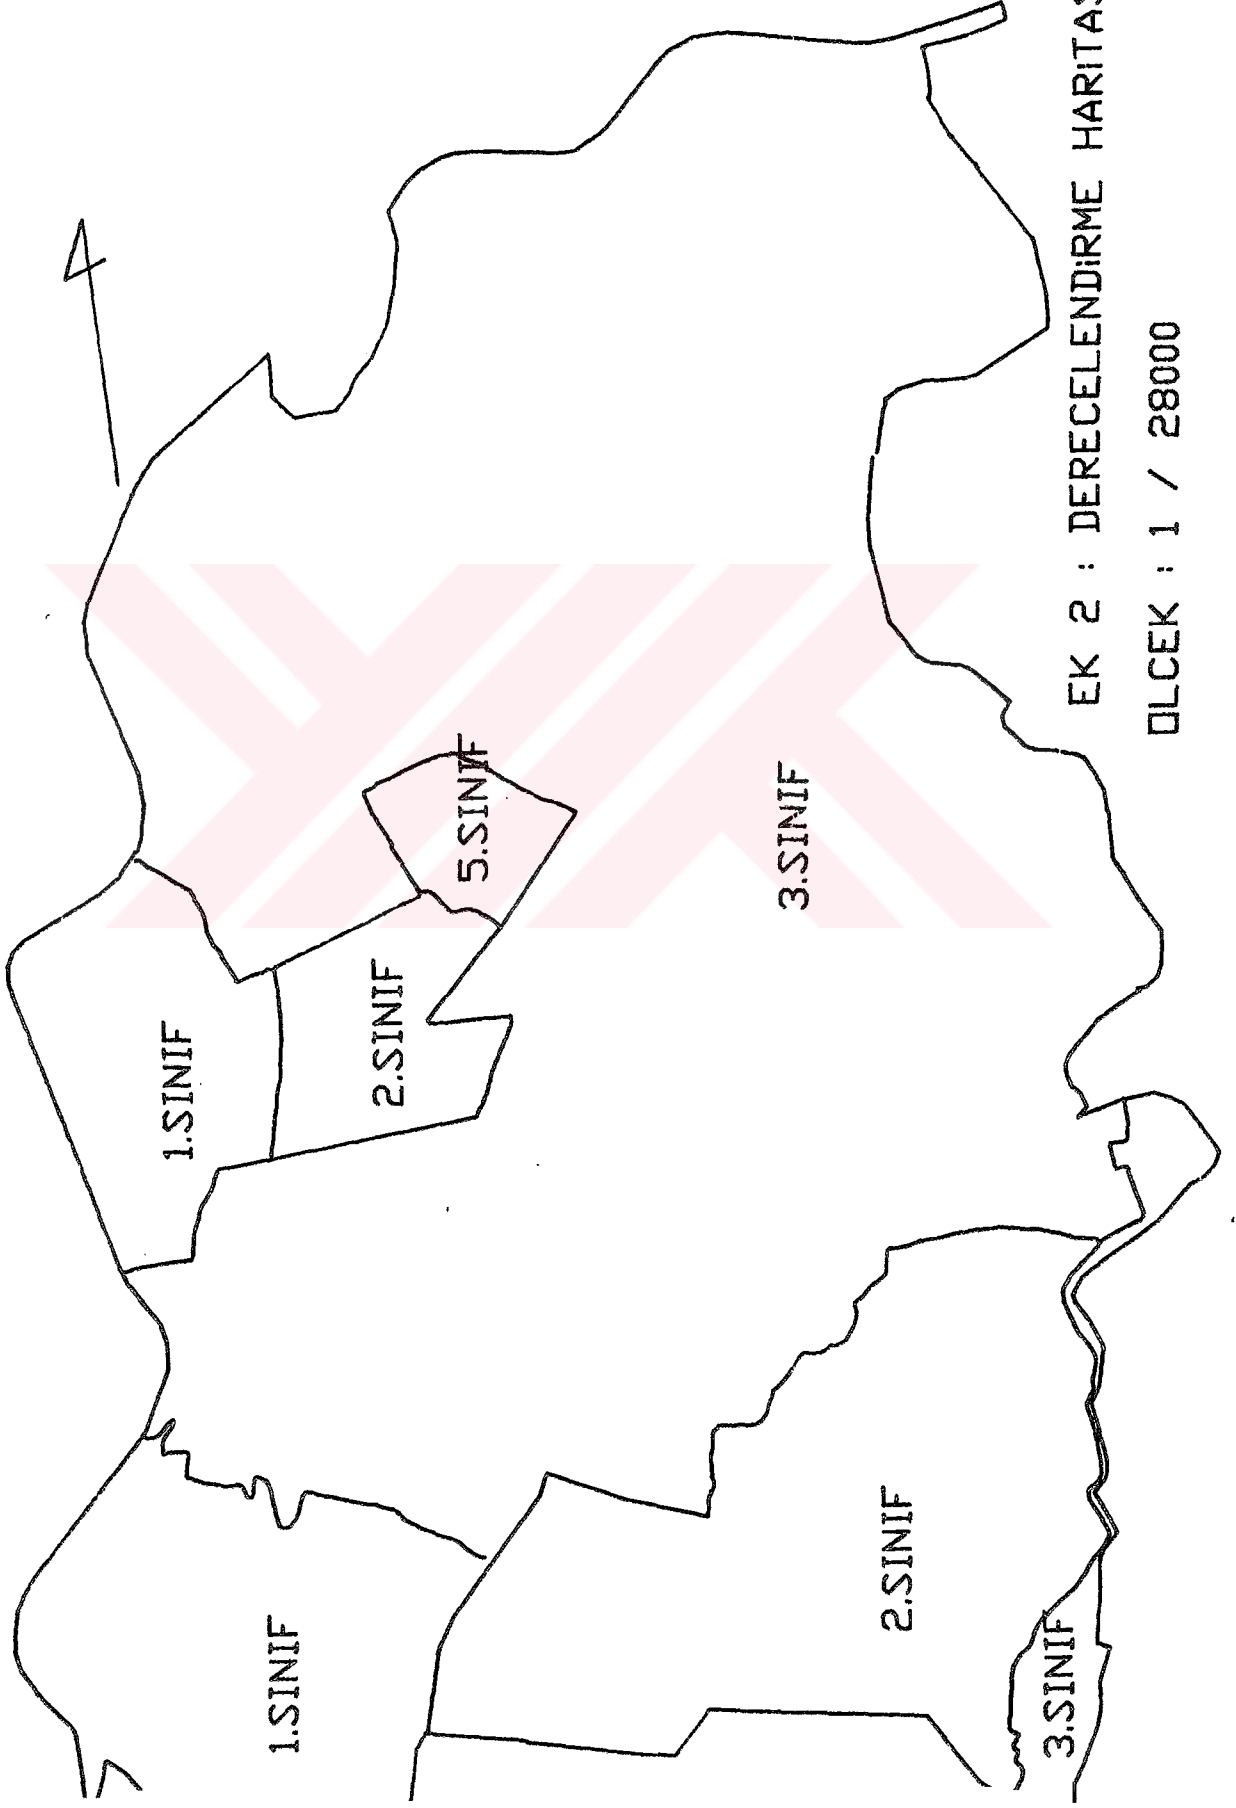 1.SINIF
2.SINIF
5.SINIF
3.SINIF
1.SINIF
2.SINIF
3.SINIF
EK 2 : DERECELENDiRME
OLCEK : 1 / 28000